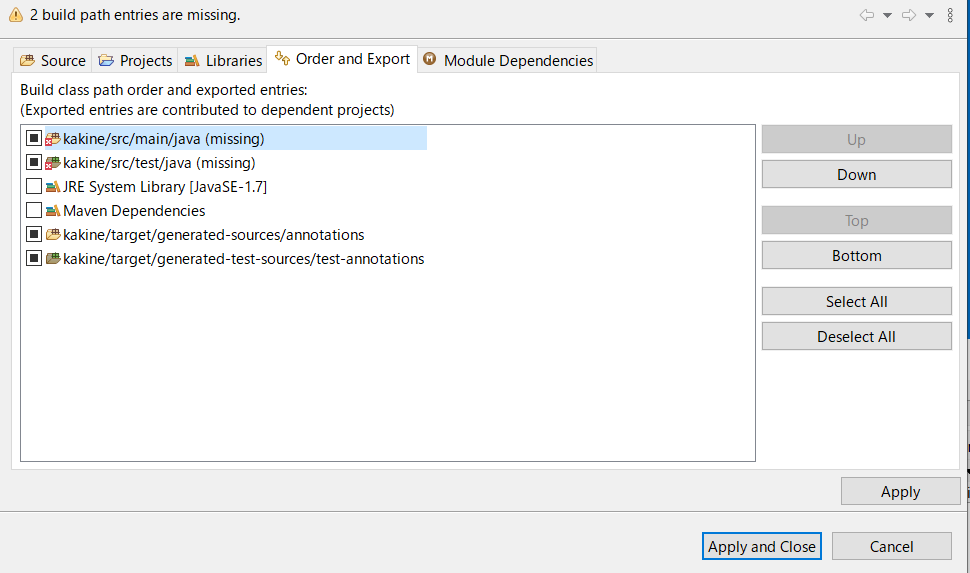 2 build path entries are missing.
Source Projects Libraries Order and Export Module Dependencies
Build class path order and exported entries:
(Exported entries are contributed to dependent projects)
kakine/src/main/java (missing)
kakine/src/test/java (missing)
JRE System Library [JavaSE-1.7]
Maven Dependencies
kakine/target/generated-sources/annotations
kakine/target/generated-test-sources/test-annotations
Up
Down
Top
Bottom
Select All
Deselect All
Apply
Apply and Close Cancel